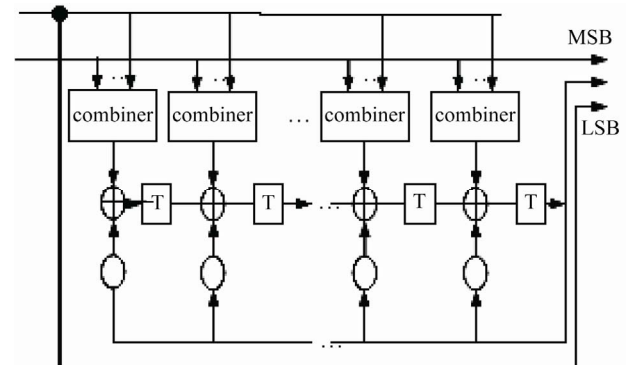 MSB
LSB
... ...
... ...
combiner combiner ... combiner combiner
T T ... T T
...